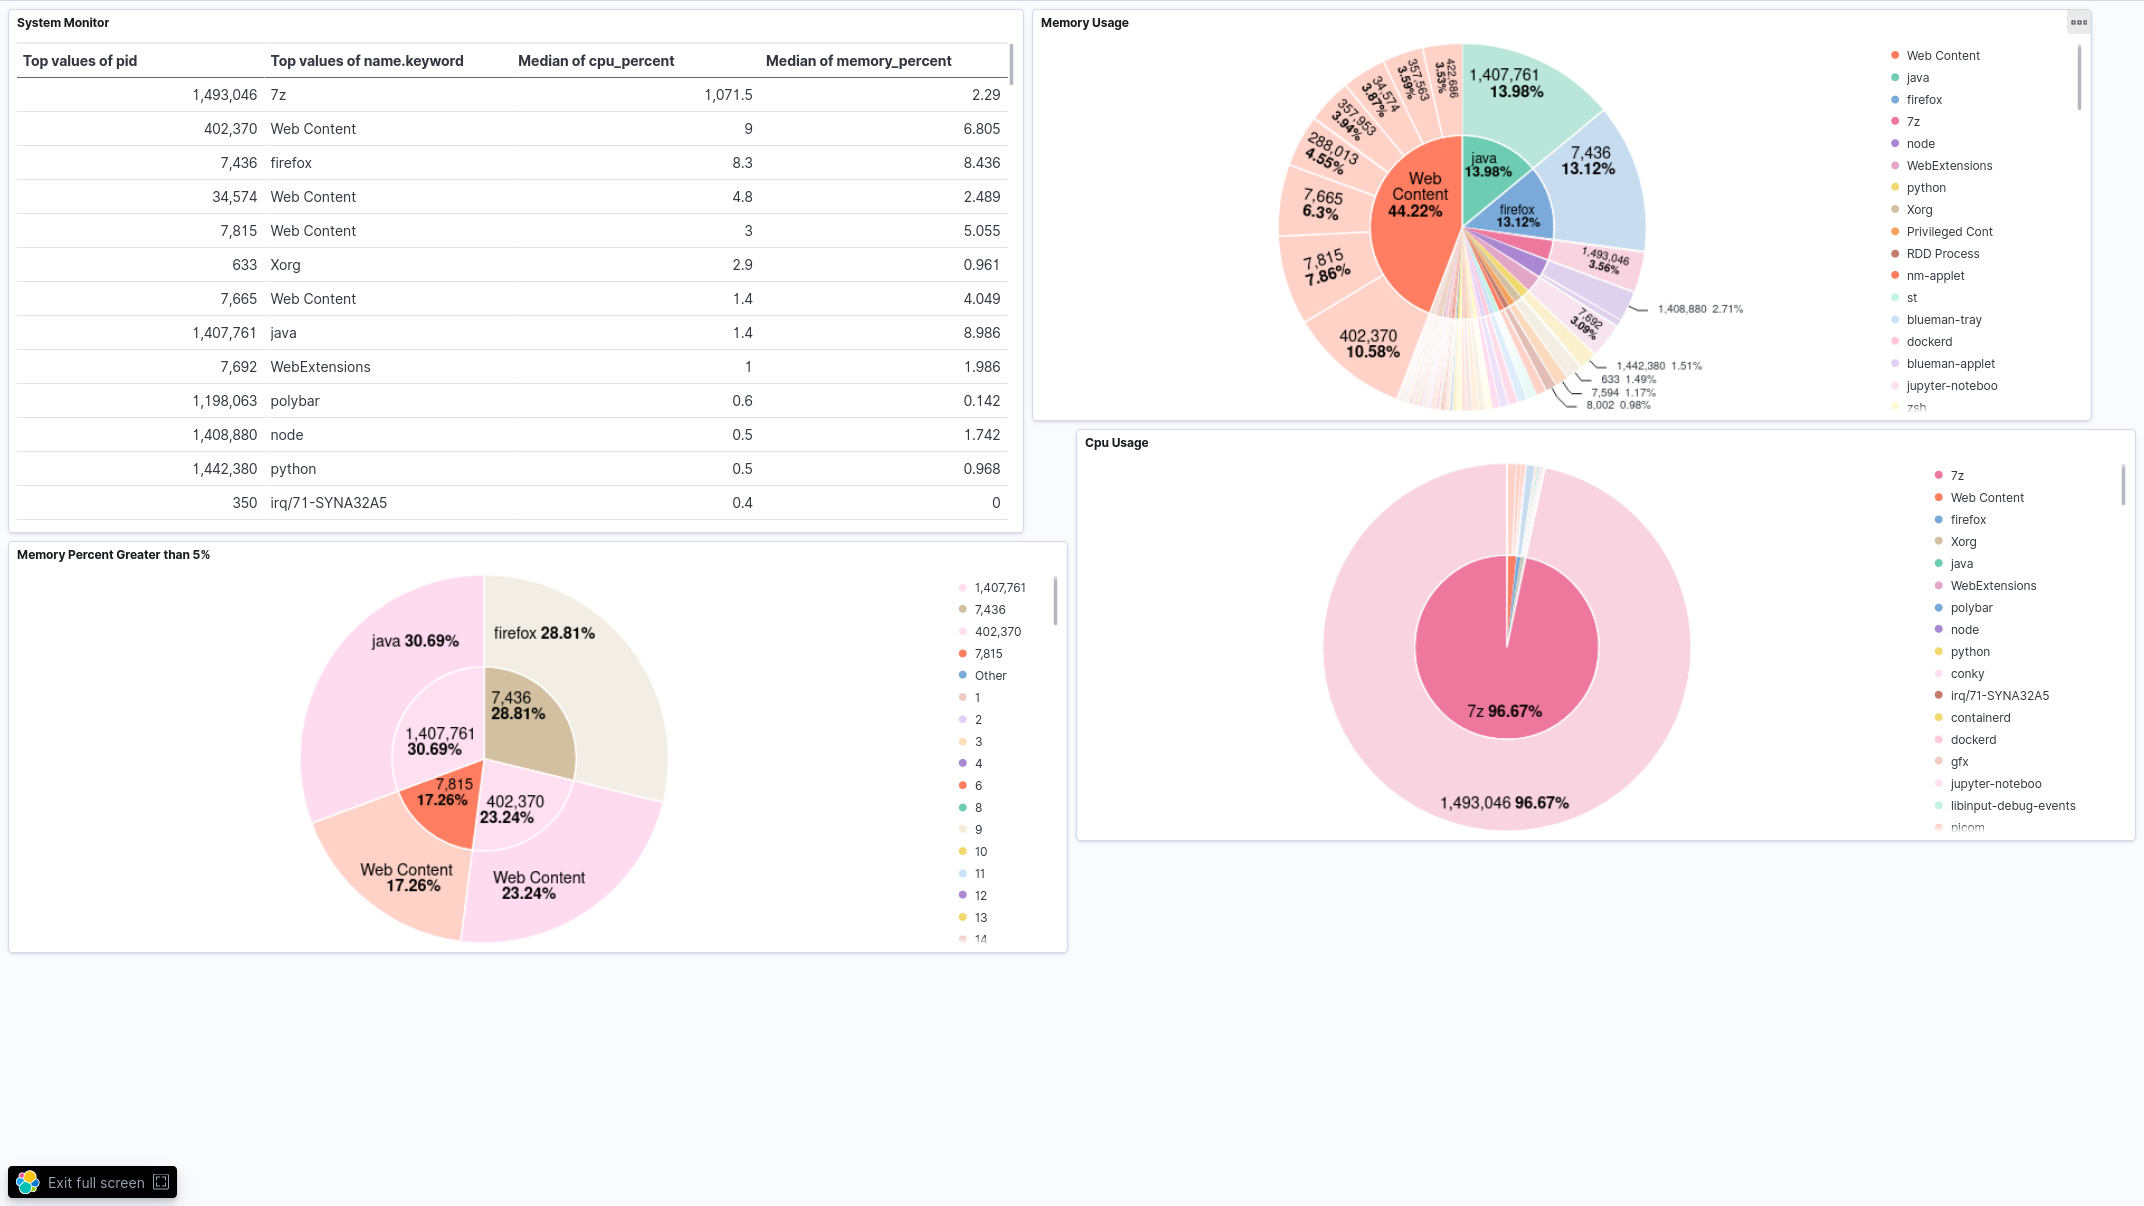 System Monitor
Top values of pid Top values of name.keyword Median of cpu_percent Median of memory_percent
1,493,046 7z 1,071.5 2.29
402,370 Web Content 9 6.805
7,436 firefox 8.3 8.436
34,574 Web Content 4.8 2.489
7,815 Web Content 3 5.055
633 Xorg 2.9 0.961
7,665 Web Content 1.4 4.049
1,407,761 java 1.4 8.986
7,692 WebExtensions 1 1.986
1,198,063 polybar 0.6 0.142
1,408,880 node 0.5 1.742
1,442,380 python 0.5 0.968
350 irq/71-SYNA32A5 0.4 0
Memory Usage
422,686
3.53%
357,563
3.59%
34,574
3.87%
357,953
3.94%
288,013
4.55%
7,665
6.3%
7,815
7.86%
402,370
10.58%
1,407,761
13.98%
7,436
13.12%
java
13.98%
Web
Content
44.22%
firefox
13.12%
1,493,046
3.56%
1,408,880 2.71%
7,692
3.09%
1,442,380 1.51%
633 1.49%
7,594 1.17%
8,002 0.98%
Web Content
java
firefox
7z
node
WebExtensions
python
Xorg
Privileged Cont
RDD Process
nm-applet
st
blueman-tray
dockerd
blueman-applet
jupyter-noteboo
zsh
Memory Percent Greater than 5%
java 30.69%
firefox 28.81%
7,436
28.81%
1,407,761
30.69%
7,815
17.26%
402,370
23.24%
Web Content
17.26%
Web Content
23.24%
1,407,761
7,436
402,370
7,815
Other
1
2
3
4
6
8
9
10
11
12
13
14
Cpu Usage
7z 96.67%
1,493,046 96.67%
7z
Web Content
firefox
Xorg
java
WebExtensions
polybar
node
python
conky
irq/71-SYNA32A5
containerd
dockerd
gfx
jupyter-noteboo
libinput-debug-events
picom
Exit full screen